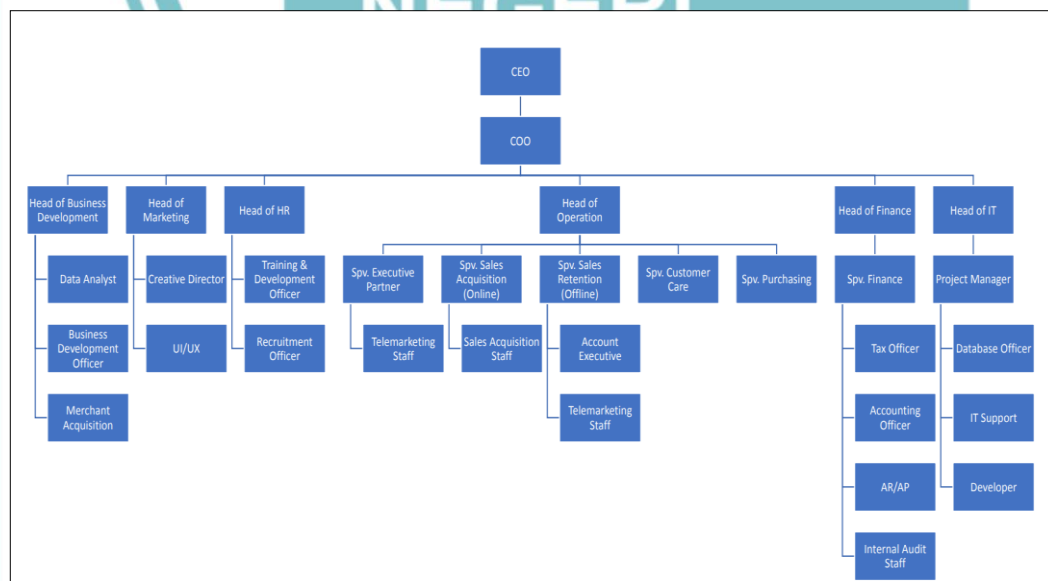 CEO
COO
Head of Business
Development
Head of
Marketing
Head of HR
Head of
Operation
Head of Finance
Head of IT
Data Analyst
Creative Director
Training &
Development
Officer
Spv. Executive
Partner
Spv. Sales
Acquisition
(Online)
Spv. Sales
Retention
(Offline)
Spv. Customer
Care
Spv. Purchasing
Spv. Finance
Project Manager
Business
Development
Officer
UI/UX
Recruitment
Officer
Telemarketing
Staff
Sales Acquisition
Staff
Account
Executive
Tax Officer
Database Officer
Merchant
Acquisition
Telemarketing
Staff
Accounting
Officer
IT Support
AR/AP
Developer
Internal Audit
Staff